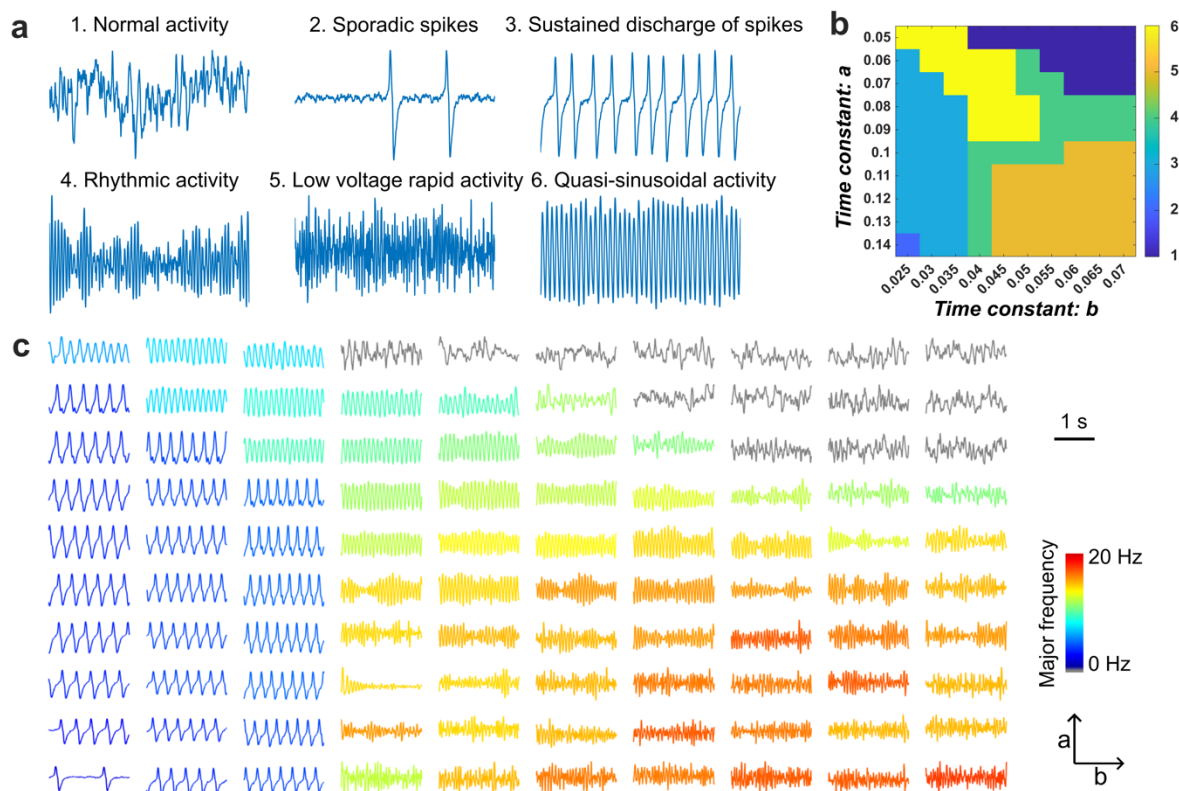 a
1. Normal activity
2. Sporadic spikes
3. Sustained discharge of spikes
4. Rhythmic activity
5. Low voltage rapid activity
6. Quasi-sinusoidal activity
b
Time constant: a
0.05
0.06
0.07
0.08
0.09
0.1
0.11
0.12
0.13
0.14
0.025
0.03
0.035
0.04
0.045
0.05
0.055
0.06
0.065
0.07
Time constant: b
6
5
4
3
2
1
c
1 s
Major frequency
20 Hz
0 Hz
a
b